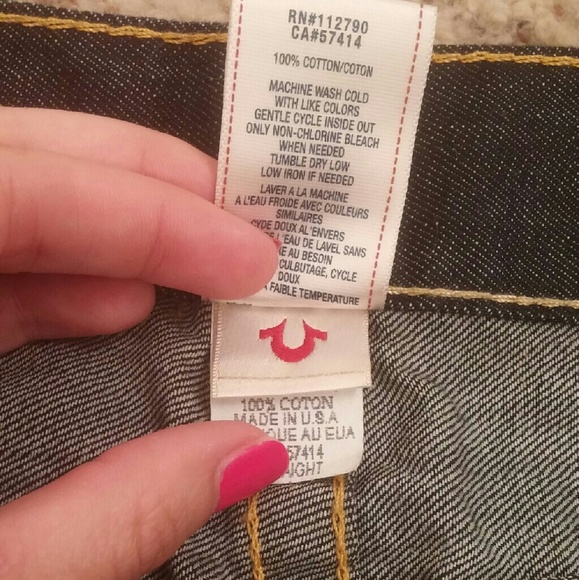 RN#112790
CA#57414
100% COTTON/COTON
MACHINE WASH COLD
WITH LIKE COLORS
GENTLE CYCLE INSIDE OUT
ONLY NON-CHLORINE BLEACH
WHEN NEEDED
TUMBLE DRY LOW
LOW IRON IF NEEDED
LAVER A LA MACHINE
A L'EAU FROIDE AVEC COULEURS
SIMILAIRES
CYDE DOUX AL'ENVERS
L'EAU DE LAVEL SANS
AU BESOIN
CULBUTAGE, CYCLE
DOUX
A FAIBLE TEMPERATURE
100% COTON
MADE IN U.S.A
AU EUA
57414